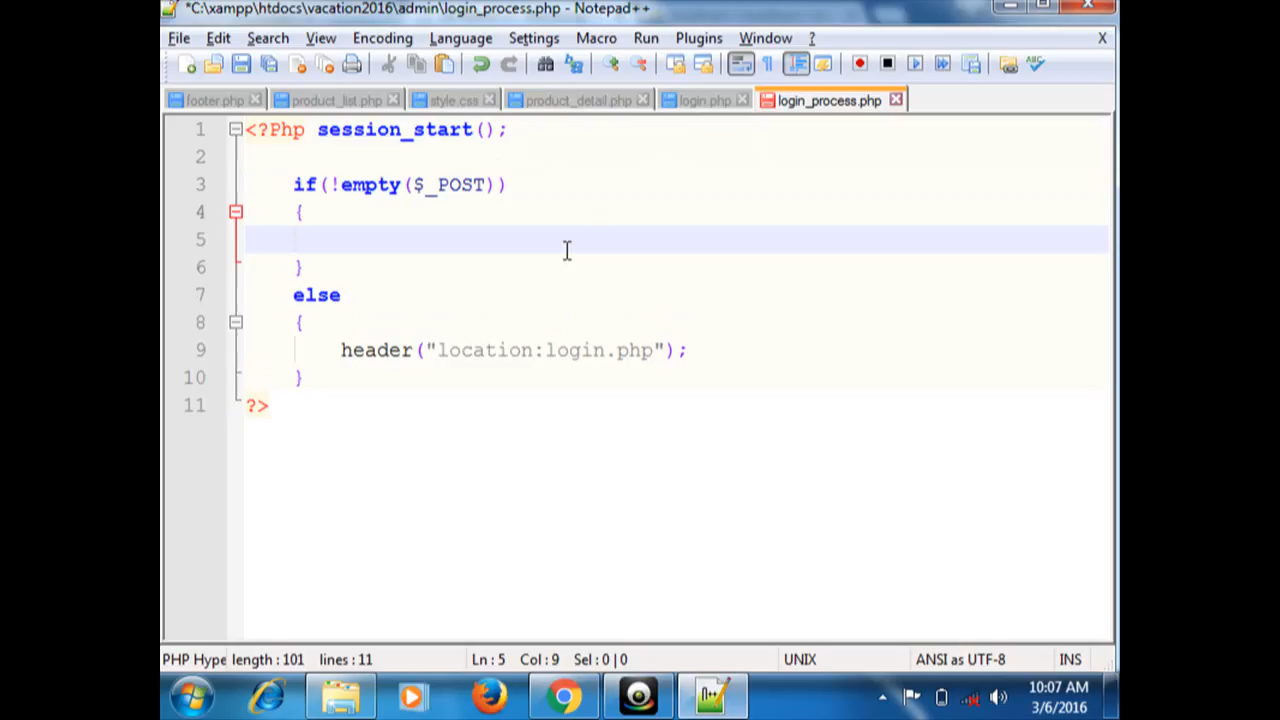 *C:\xampp\htdocs\vacation2016\admin\login_process.php - Notepad++
File Edit Search View Encoding Language Settings Macro Run Plugins Window ? X
footer.php product_list.php style.css product_detail.php login.php login_process.php
1 <?Php session_start();
2
3 if(!empty($_POST))
4 {
5
6 }
7 else
8 {
9 header("location:login.php");
10 }
11 ?>
PHP Hype length : 101 lines : 11 Ln : 5 Col : 9 Sel : 0 | 0 UNIX ANSI as UTF-8 INS
10:07 AM
3/6/2016